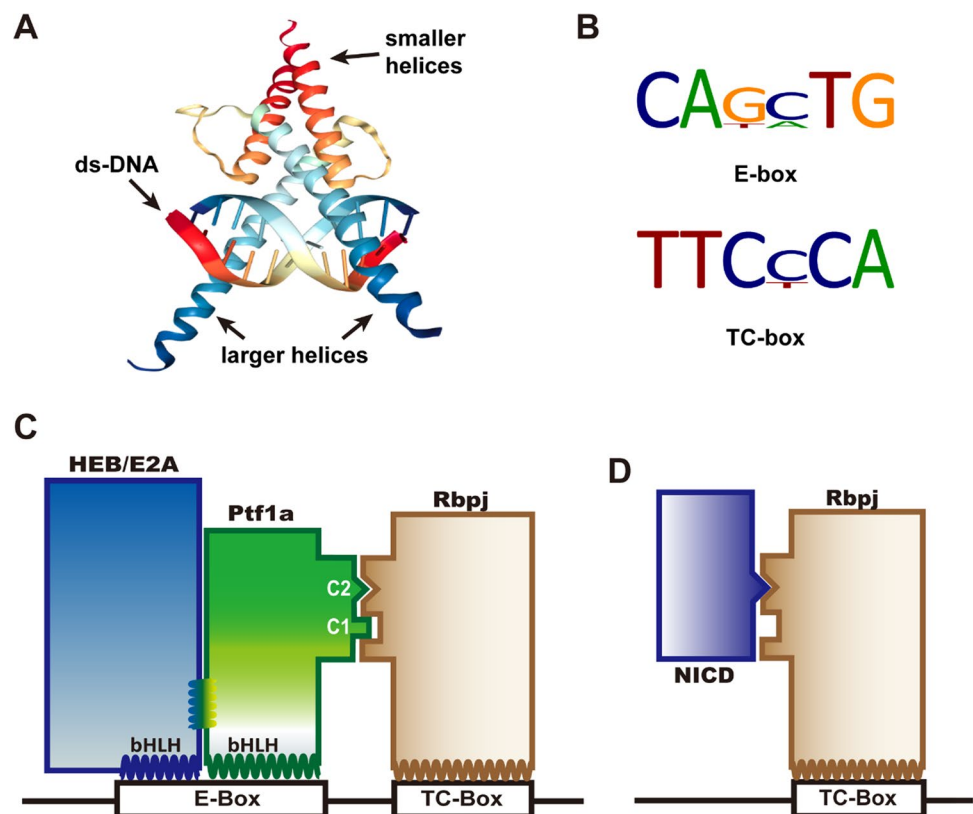 A
smaller
helices
ds-DNA
larger helices
B
CAGCTG
TA
E-box
TTCCCA
T
TC-box
C
HEB/E2A
Ptf1a
Rbpj
C2
C1
bHLH
bHLH
E-Box
TC-Box
D
Rbpj
NICD
TC-Box